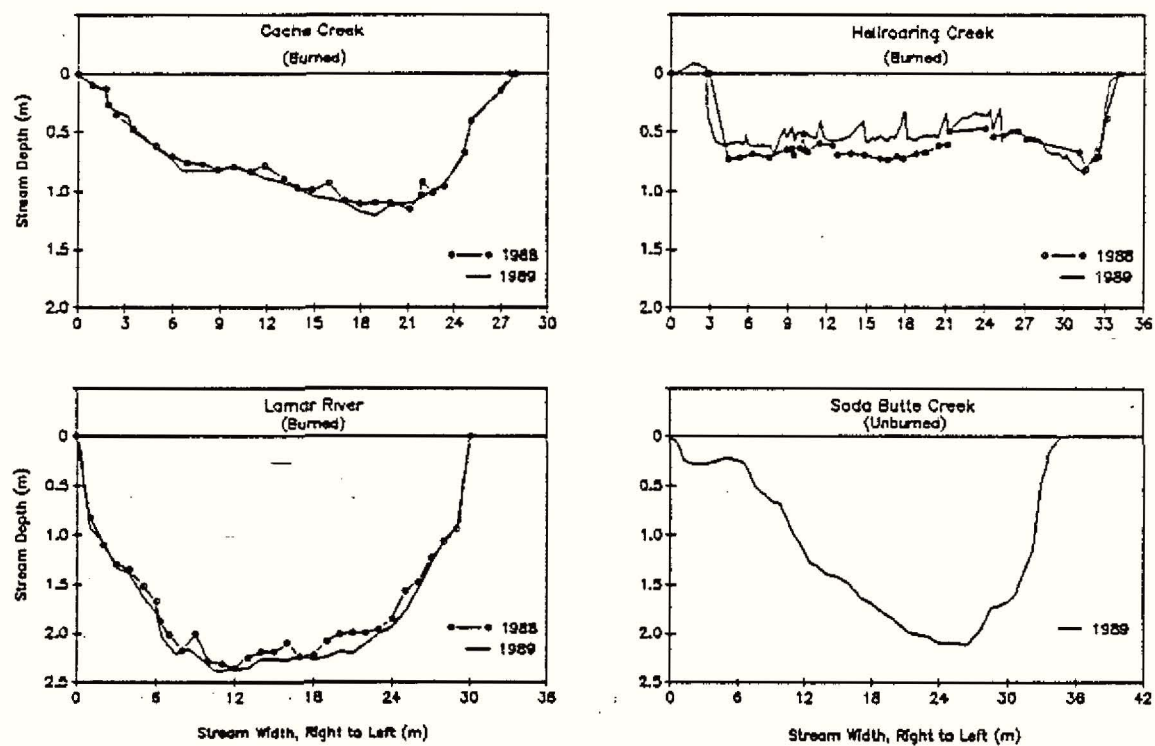 Cache Creek
(Burned)
Stream Depth (m)
0
0.5
1.0
1.5
2.0
1988
1989
0 3 6 9 12 15 18 21 24 27 30
Hellroaring Creek
(Burned)
0
0.5
1.0
1.5
2.0
1988
1989
0 3 6 9 12 15 18 21 24 27 30 33 36
Lamar River
(Burned)
Stream Depth (m)
0
0.5
1.0
1.5
2.0
2.5
1988
1989
0 6 12 18 24 30 36
Stream Width, Right to Left (m)
Soda Butte Creek
(Unburned)
0
0.5
1.0
1.5
2.0
2.5
1989
0 6 12 18 24 30 36 42
Stream Width, Right to Left (m)